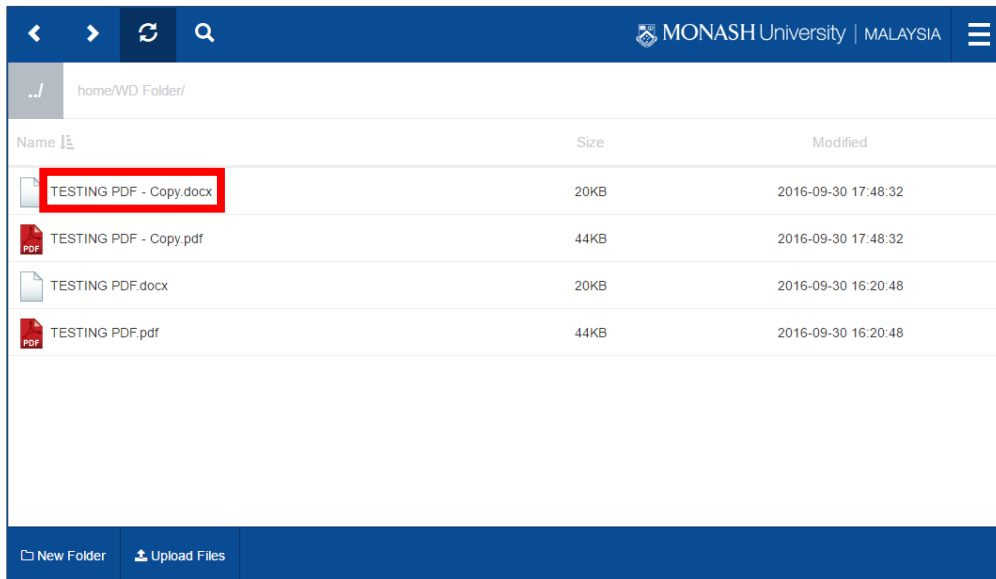 MONASH University | MALAYSIA
../ home/WD Folder/
Name Size Modified
TESTING PDF - Copy.docx 20KB 2016-09-30 17:48:32
PDF TESTING PDF - Copy.pdf 44KB 2016-09-30 17:48:32
TESTING PDF.docx 20KB 2016-09-30 16:20:48
PDF TESTING PDF.pdf 44KB 2016-09-30 16:20:48
New Folder Upload Files